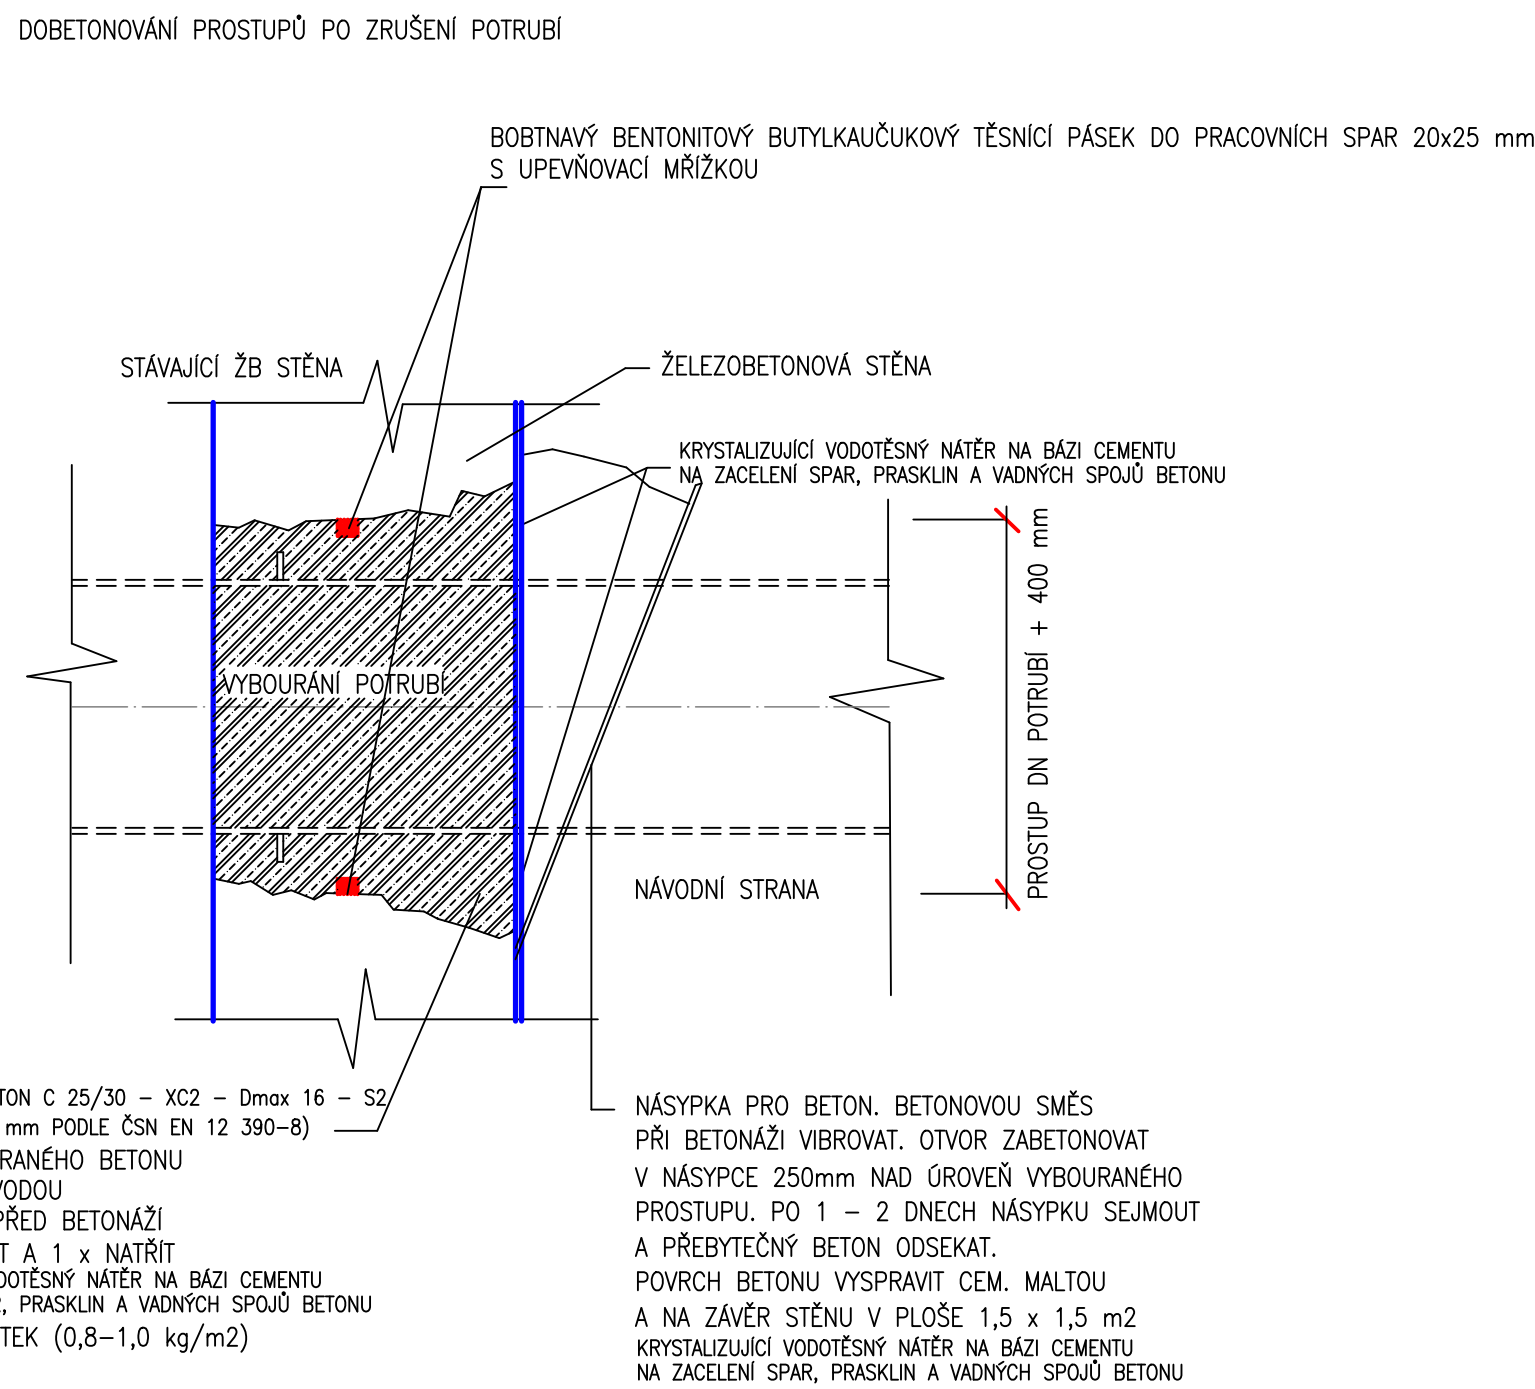 DOBETONOVÁNÍ PROSTUPŮ PO ZRUŠENÍ POTRUBÍ
BOBTNAVÝ BENTONITOVÝ BUTYLKAUČUKOVÝ TĚSNÍCÍ PÁSEK DO PRACOVNÍCH SPAR 20x25 mm
S UPEVŇOVACÍ MŘÍŽKOU
STÁVAJÍCÍ ŽB STĚNA
ŽELEZOBETONOVÁ STĚNA
KRYSTALIZUJÍCÍ VODOTĚSNÝ NÁTĚR NA BÁZI CEMENTU
NA ZACELENÍ SPAR, PRASKLIN A VADNÝCH SPOJŮ BETONU
PROSTUP DN POTRUBÍ + 400 mm
VYBOURÁNÍ POTRUBÍ
NÁVODNÍ STRANA
TON C 25/30 – XC2 – Dmax 16 – S2
mm PODLE ČSN EN 12 390–8)
RANÉHO BETONU
VODOU
PŘED BETONÁŽÍ
T A 1 x NATŘÍT
DOTĚSNÝ NÁTĚR NA BÁZI CEMENTU
R, PRASKLIN A VADNÝCH SPOJŮ BETONU
TEK (0,8–1,0 kg/m2)
NÁSYPKA PRO BETON. BETONOVOU SMĚS
PŘI BETONÁŽI VIBROVAT. OTVOR ZABETONOVAT
V NÁSYPCE 250mm NAD ÚROVEŇ VYBOURANÉHO
PROSTUPU. PO 1 – 2 DNECH NÁSYPKU SEJMOUT
A PŘEBYTEČNÝ BETON ODSEKAT.
POVRCH BETONU VYSPRAVIT CEM. MALTOU
A NA ZÁVĚR STĚNU V PLOŠE 1,5 x 1,5 m2
KRYSTALIZUJÍCÍ VODOTĚSNÝ NÁTĚR NA BÁZI CEMENTU
NA ZACELENÍ SPAR, PRASKLIN A VADNÝCH SPOJŮ BETONU